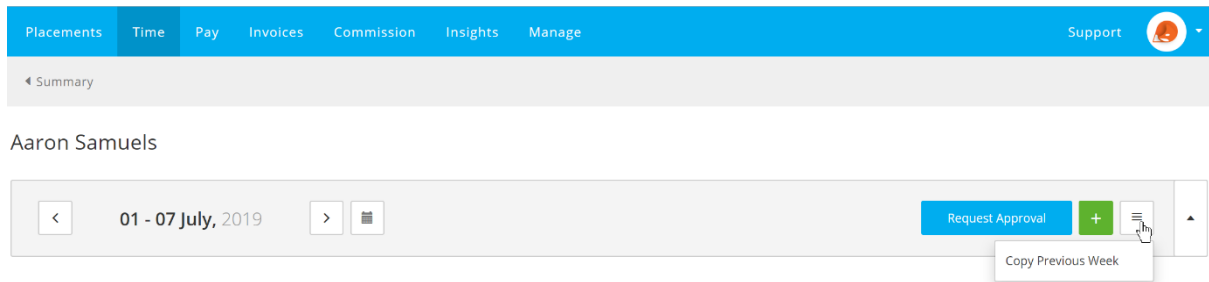 Placements Time Pay Invoices Commission Insights Manage Support
Summary
Aaron Samuels
01 - 07 July, 2019 Request Approval +
Copy Previous Week